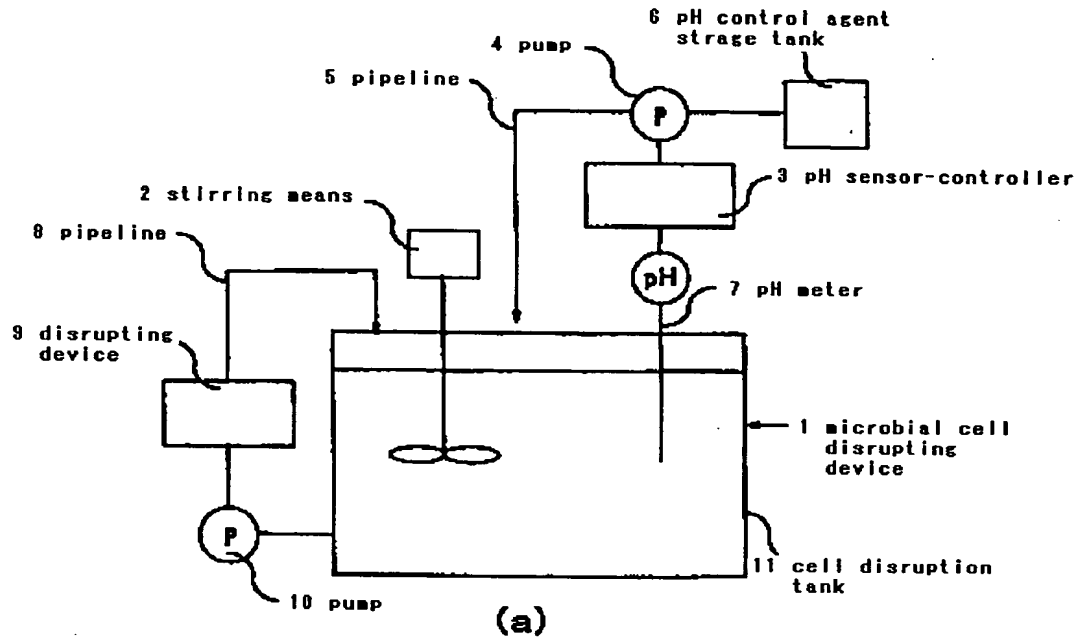 6 pH control agent
strage tank
4 pump
5 pipeline
P
3 pH sensor-controller
2 stirring means
8 pipeline
pH
7 pH meter
9 disrupting
device
1 microbial cell
disrupting
device
P
11 cell disruption
tank
10 pump
(a)